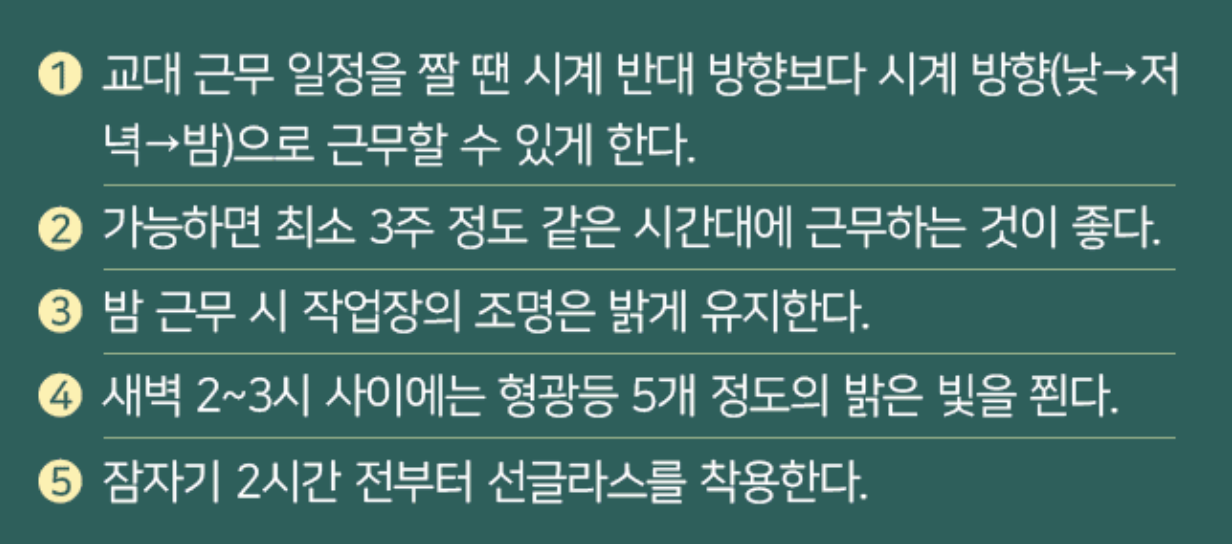 ① 교대 근무 일정을 짤 땐 시계 반대 방향보다 시계 방향(낮→저
녁→밤)으로 근무할 수 있게 한다.
② 가능하면 최소 3주 정도 같은 시간대에 근무하는 것이 좋다.
③ 밤 근무 시 작업장의 조명은 밝게 유지한다.
④ 새벽 2~3시 사이에는 형광등 5개 정도의 밝은 빛을 쬔다.
⑤ 잠자기 2시간 전부터 선글라스를 착용한다.